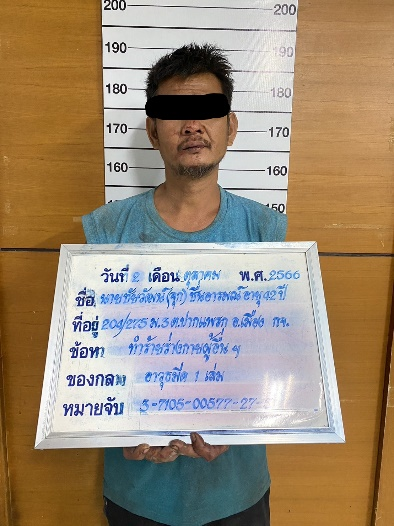 200 200
190 190
180 180
170 170
160 160
150
วันที่ 2 เดือน ตุลาคม พ.ศ. 2566
ชื่อ นายชัยวัฒน์ (จุก) ชื่นอารมณ์ อายุ 42 ปี
ที่อยู่ 204/275 ม.3 ต.ปากแพรก อ.เมือง กจ.
ข้อหา ทำร้ายร่างกายผู้อื่น ฯ
ของกลาง อาวุธมีด 1 เล่ม
หมายจับ 3-7105-00577-27-